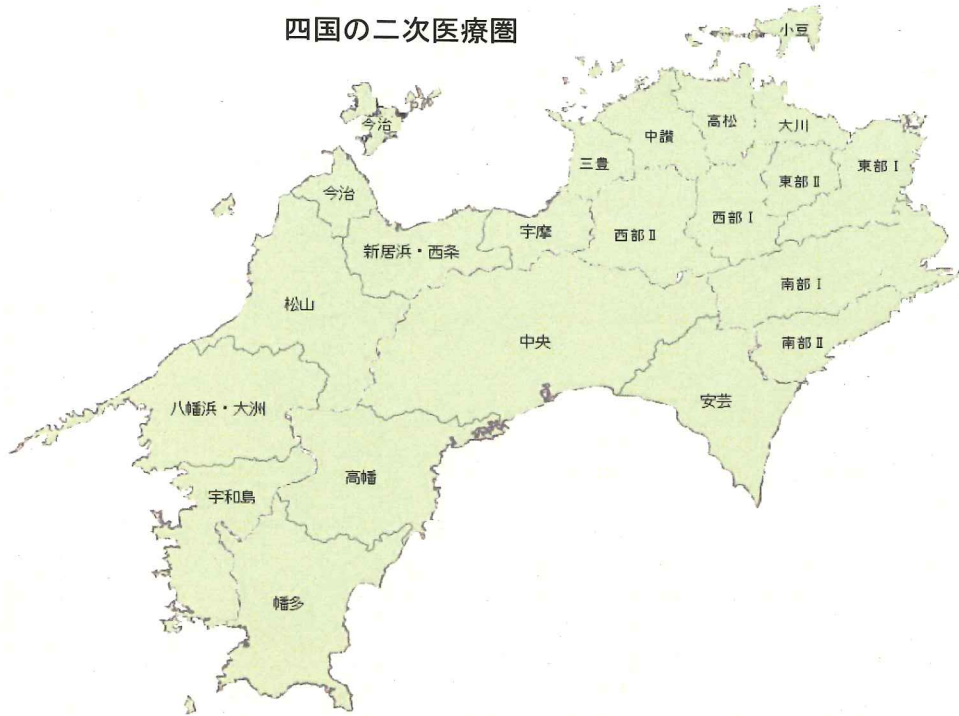 四国の二次医療圏
小豆
今治
中讃
高松
大川
三豊
東部Ⅱ
東部Ⅰ
今治
新居浜・西条
宇摩
西部Ⅱ
西部Ⅰ
松山
南部Ⅰ
中央
南部Ⅱ
八幡浜・大洲
安芸
宇和島
高幡
幡多